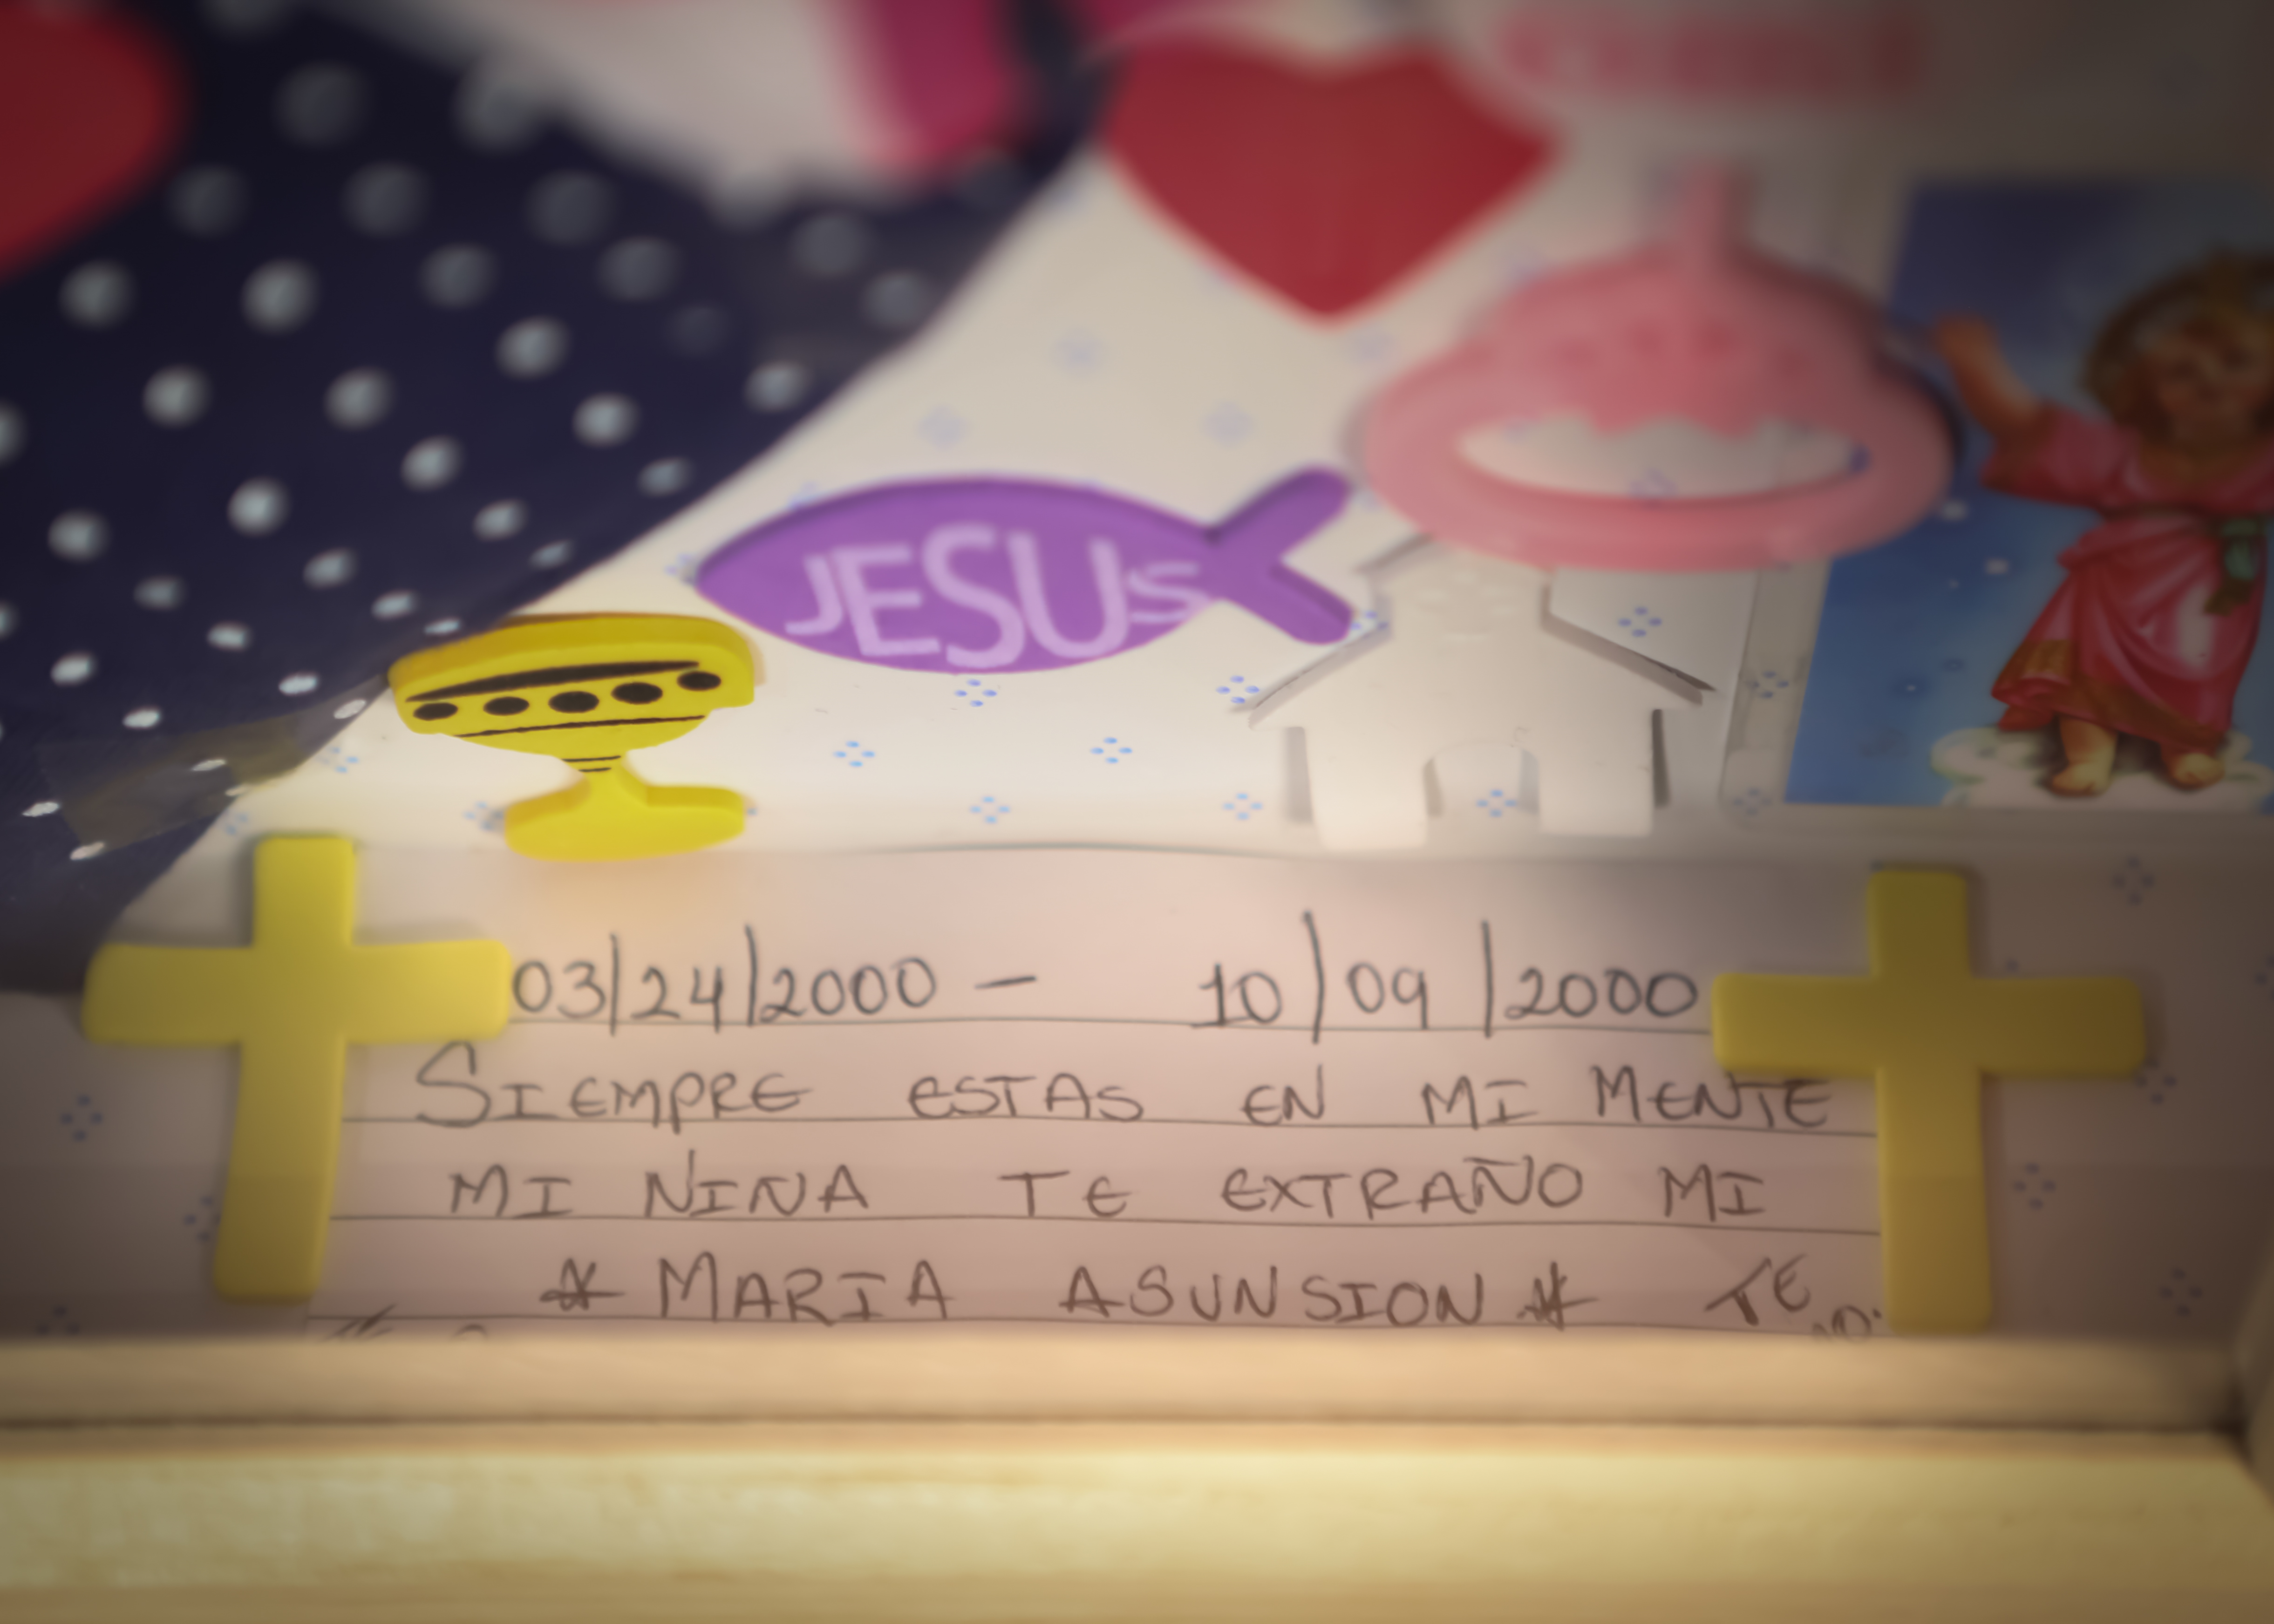 JESUS
03/24/2000 - 10/09/2000
SIEMPRE ESTAS EN MI MENTE
MI NINA TE EXTRAÑO MI
* MARIA ASUNSION * TE